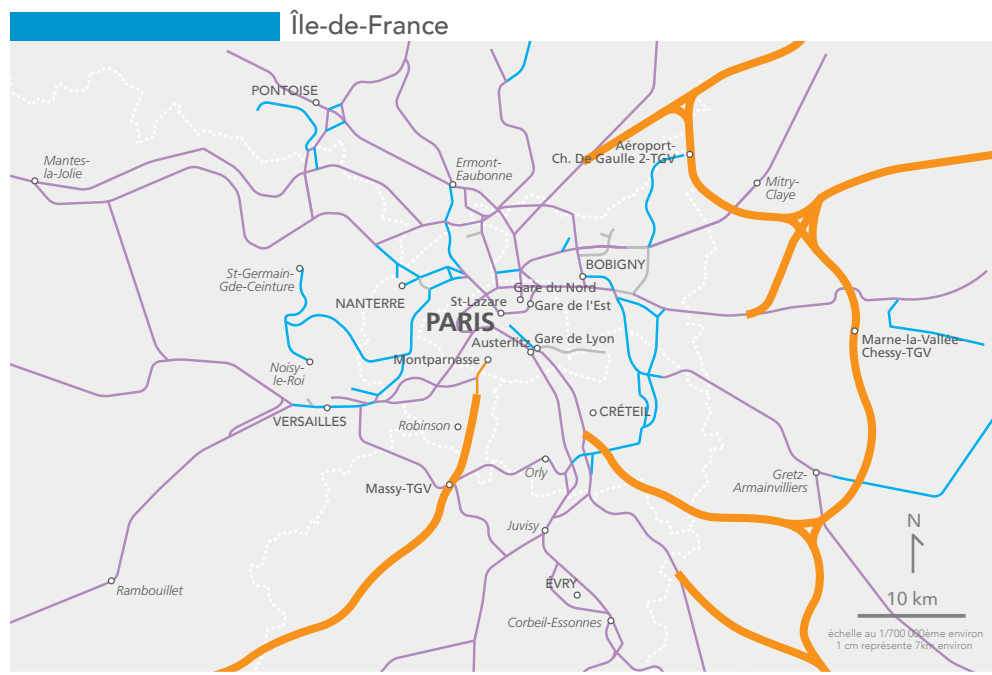 Île-de-France
PONTOISE
Mantes-
la-Jolie
Ermont-
Eaubonne
Aéroport-
Ch. De Gaulle 2-TGV
Mitry-
Claye
St-Germain-
Gde-Ceinture
NANTERRE
BOBIGNY
Gare du Nord
St-Lazare
Gare de l'Est
PARIS
Austerlitz
Gare de Lyon
Montparnasse
Marne-la-Vallée-
Chessy-TGV
Noisy-
le-Roi
VERSAILLES
CRÉTEIL
Robinson
Orly
Massy-TGV
Gretz-
Armainvilliers
Juvisy
N
Rambouillet
ÉVRY
10 km
Corbeil-Essonnes
échelle au 1/700 000ème environ
1 cm représente 7km environ